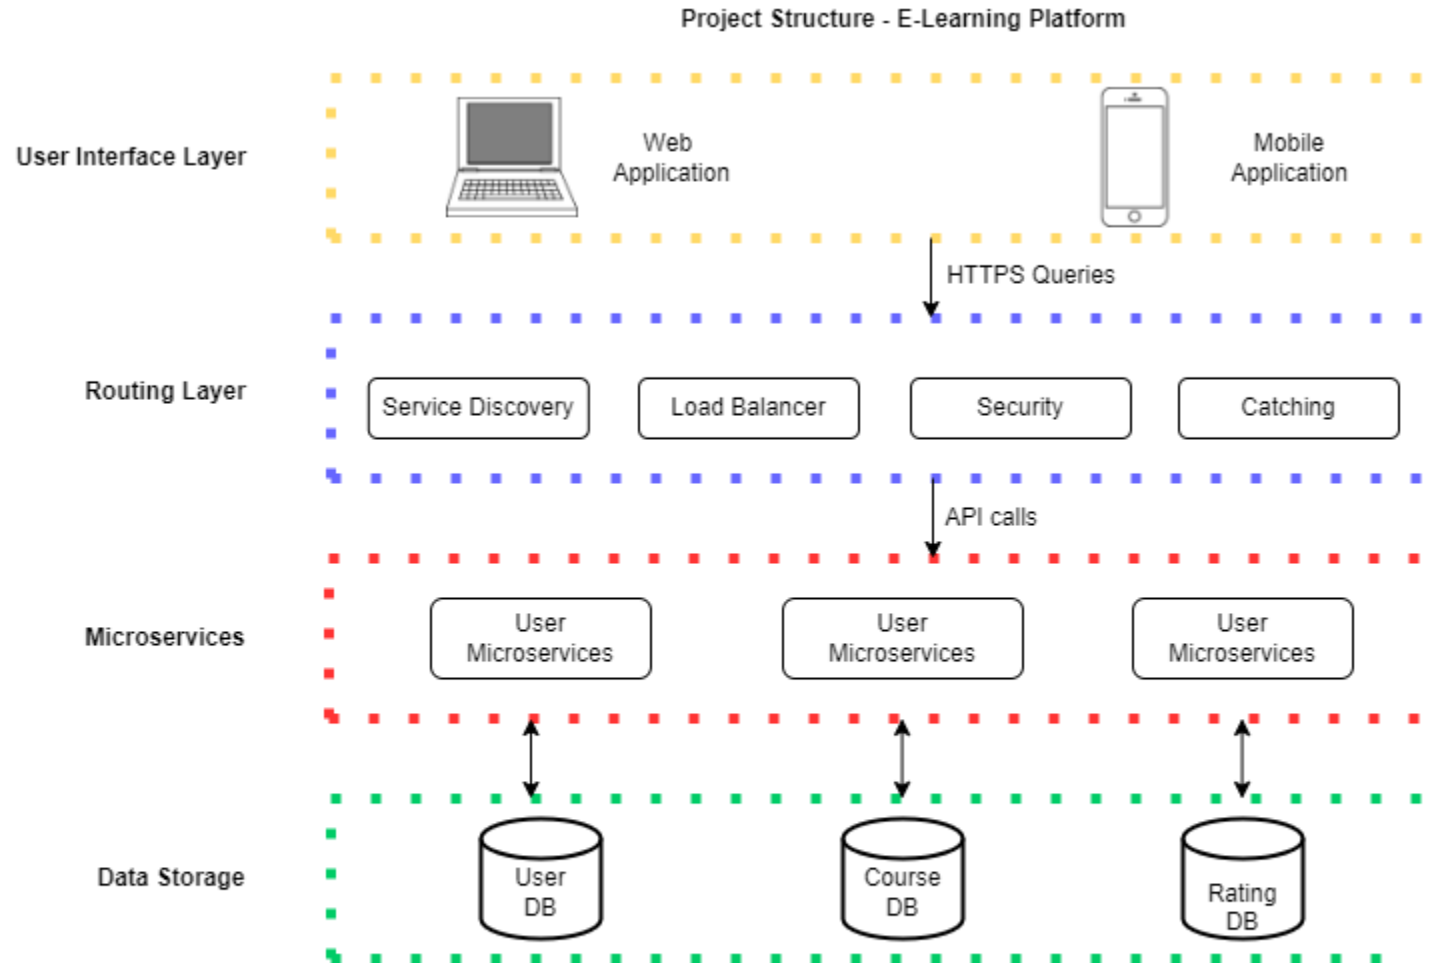 Project Structure - E-Learning Platform
User Interface Layer
Web
Application
Mobile
Application
HTTPS Queries
Routing Layer
Service Discovery
Load Balancer
Security
Catching
API calls
Microservices
User
Microservices
User
Microservices
User
Microservices
Data Storage
User
DB
Course
DB
Rating
DB